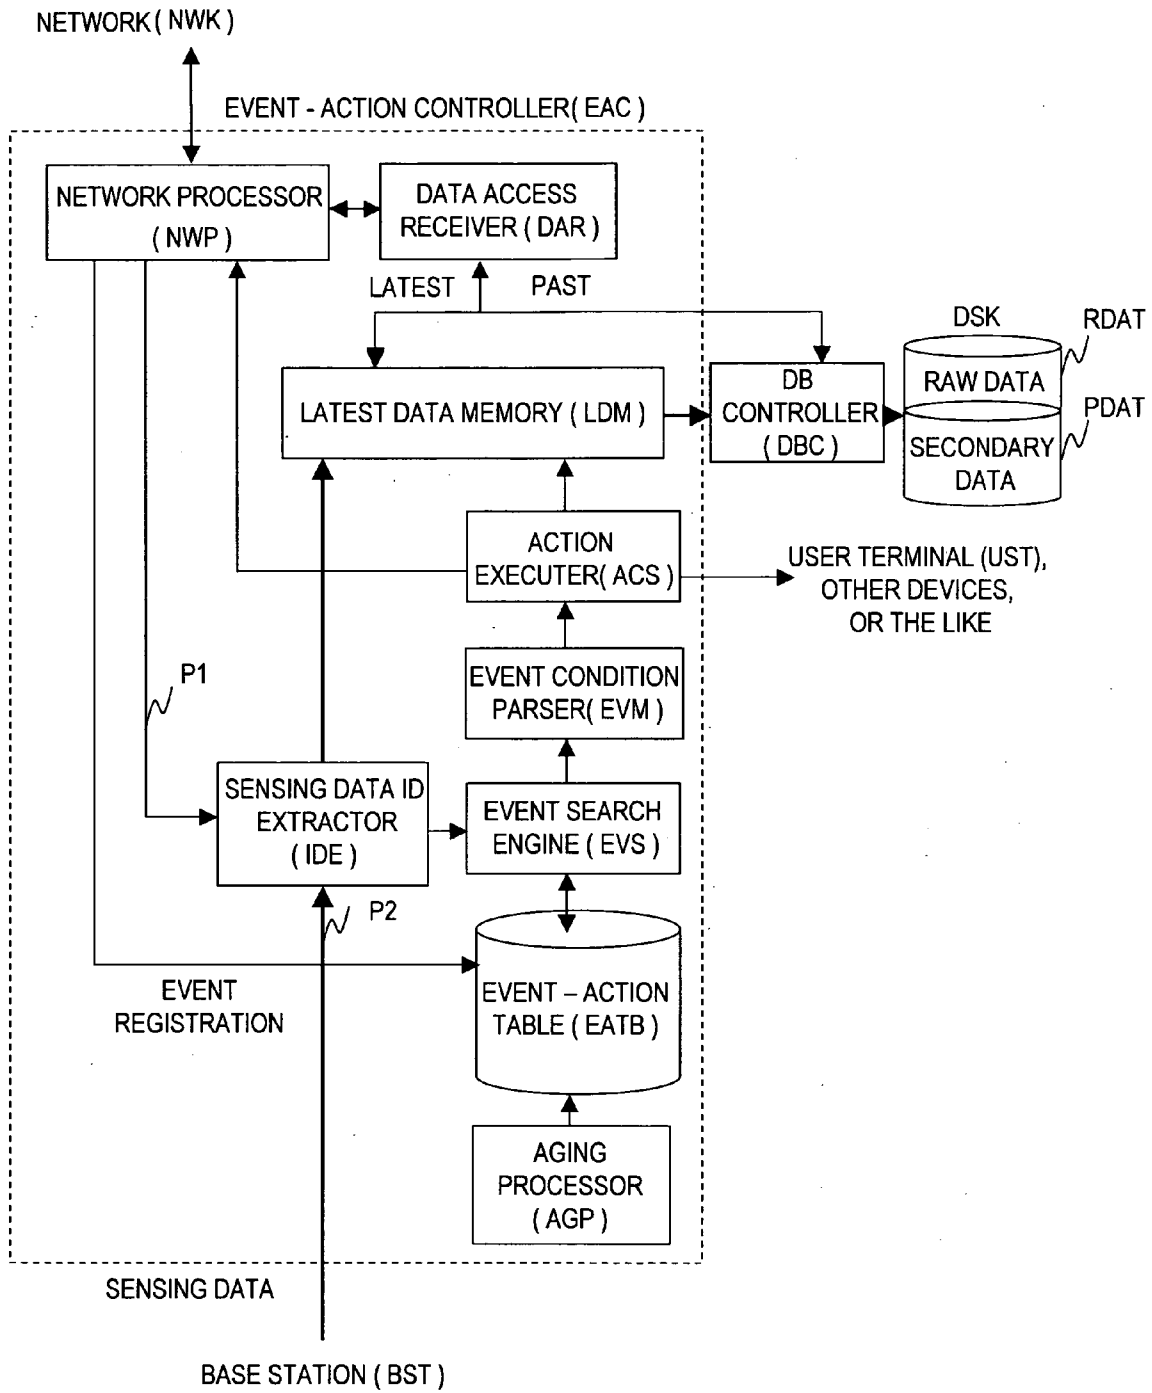 NETWORK ( NWK )
EVENT - ACTION CONTROLLER( EAC )
NETWORK PROCESSOR
( NWP )
DATA ACCESS
RECEIVER ( DAR )
LATEST
PAST
DSK
RDAT
RAW DATA
PDAT
SECONDARY
DATA
LATEST DATA MEMORY ( LDM )
DB
CONTROLLER
( DBC )
ACTION
EXECUTER( ACS )
USER TERMINAL (UST),
OTHER DEVICES,
OR THE LIKE
P1
EVENT CONDITION
PARSER( EVM )
SENSING DATA ID
EXTRACTOR
( IDE )
EVENT SEARCH
ENGINE ( EVS )
P2
EVENT
REGISTRATION
EVENT – ACTION
TABLE ( EATB )
AGING
PROCESSOR
( AGP )
SENSING DATA
BASE STATION ( BST )